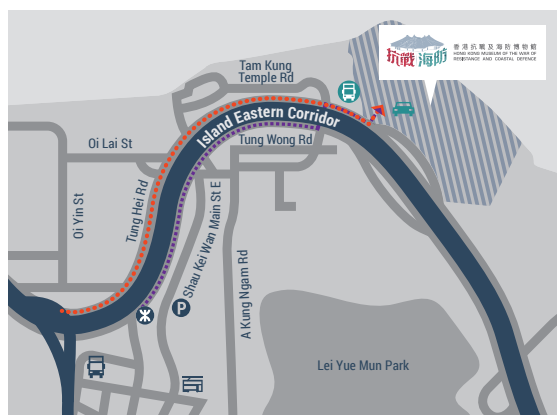 抗戰海防
香港抗戰及海防博物館
HONG KONG MUSEUM OF THE WAR OF
RESISTANCE AND COASTAL DEFENCE
Tam Kung
Temple Rd
Island Eastern Corridor
Oi Lai St
Tung Wong Rd
Oi Yin St
Tung Hei Rd
Shau Kei Wan Main St E
A Kung Ngam Rd
P
Lei Yue Mun Park